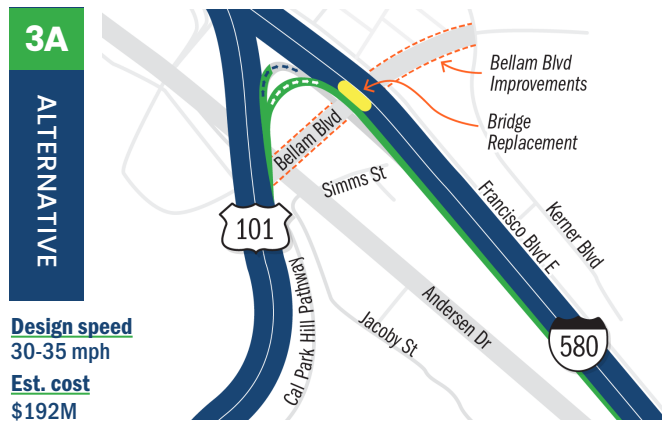 3A
ALTERNATIVE
Design speed
30-35 mph
Est. cost
$192M
Bellam Blvd
Improvements
Bridge
Replacement
Bellam Blvd
Simms St
101
Francisco Blvd E
Kerner Blvd
Cal Park Hill Pathway
Andersen Dr
Jacoby St
580